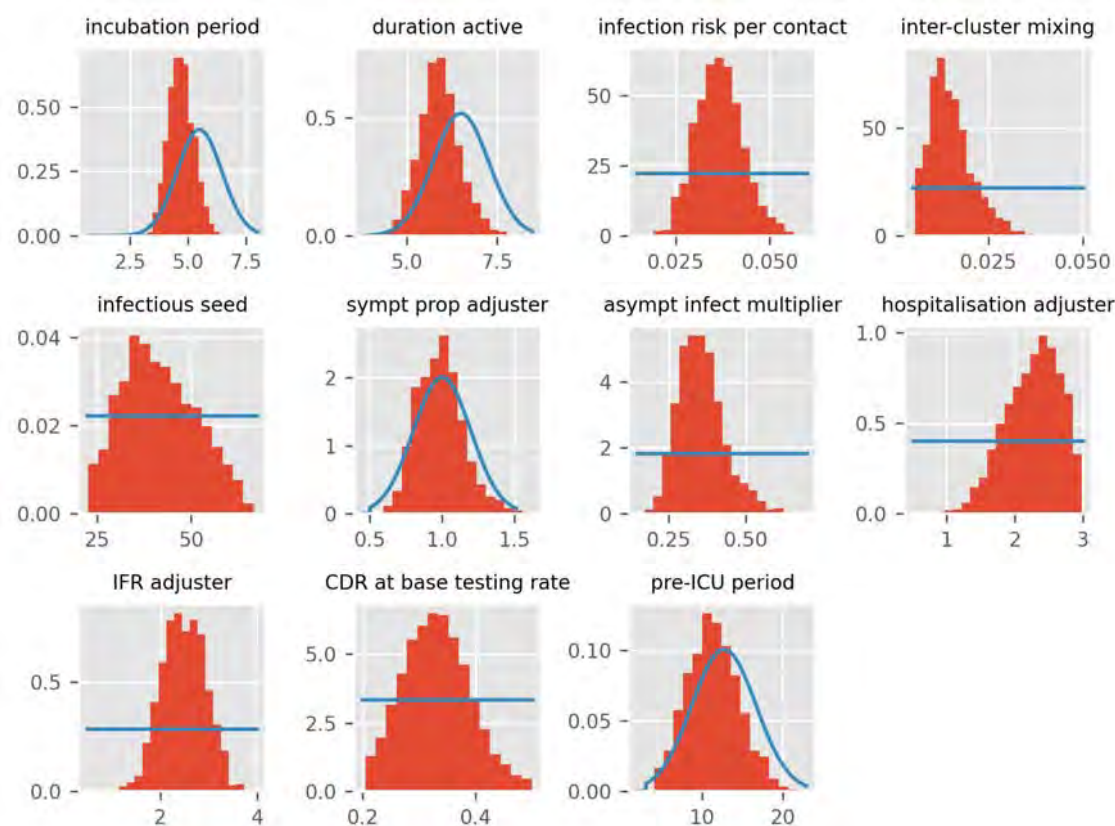 incubation period duration active infection risk per contact inter-cluster mixing
0.50 0.5 50 50
0.25 25
0.00 0.0 0 0
2.5 5.0 7.5 5.0 7.5 0.025 0.050 0.025 0.050
infectious seed sympt prop adjuster asympt infect multiplier hospitalisation adjuster
0.04 2 4 1.0
0.02 1 2 0.5
0.00 0 0 0.0
25 50 0.5 1.0 1.5 0.25 0.50 1 2 3
IFR adjuster CDR at base testing rate pre-ICU period
0.5 5.0 0.10
2.5 0.05
0.0 0.0 0.00
2 4 0.2 0.4 10 20